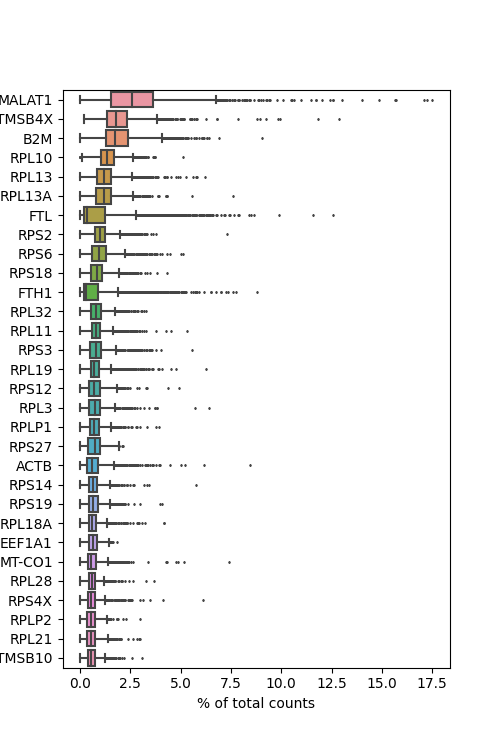 MALAT1
TMSB4X
B2M
RPL10
RPL13
RPL13A
FTL
RPS2
RPS6
RPS18
FTH1
RPL32
RPL11
RPS3
RPL19
RPS12
RPL3
RPLP1
RPS27
ACTB
RPS14
RPS19
RPL18A
EEF1A1
MT-CO1
RPL28
RPS4X
RPLP2
RPL21
TMSB10
0.0 2.5 5.0 7.5 10.0 12.5 15.0 17.5
% of total counts